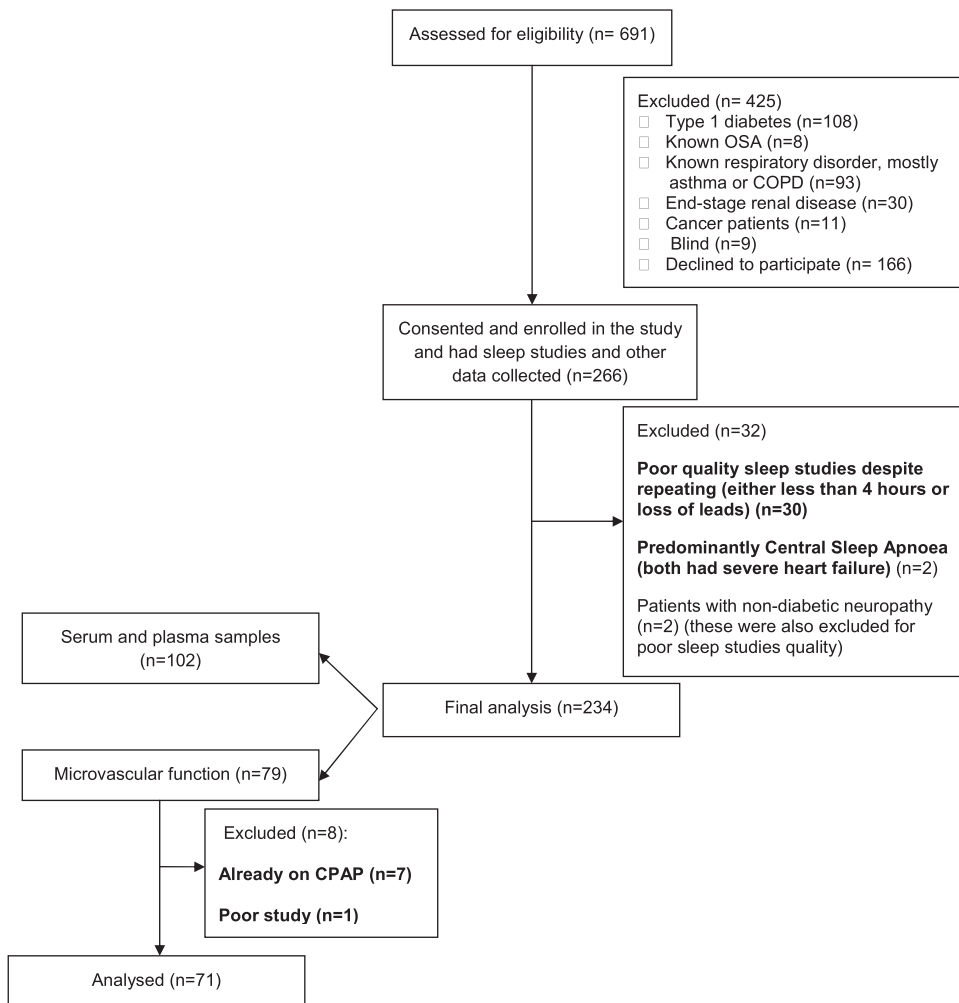 Assessed for eligibility (n= 691)
Excluded (n= 425)
Type 1 diabetes (n=108)
Known OSA (n=8)
Known respiratory disorder, mostly
asthma or COPD (n=93)
End-stage renal disease (n=30)
Cancer patients (n=11)
Blind (n=9)
Declined to participate (n= 166)
Consented and enrolled in the study
and had sleep studies and other
data collected (n=266)
Excluded (n=32)
Poor quality sleep studies despite
repeating (either less than 4 hours or
loss of leads) (n=30)
Predominantly Central Sleep Apnoea
(both had severe heart failure) (n=2)
Patients with non-diabetic neuropathy
(n=2) (these were also excluded for
poor sleep studies quality)
Serum and plasma samples
(n=102)
Final analysis (n=234)
Microvascular function (n=79)
Excluded (n=8):
Already on CPAP (n=7)
Poor study (n=1)
Analysed (n=71)